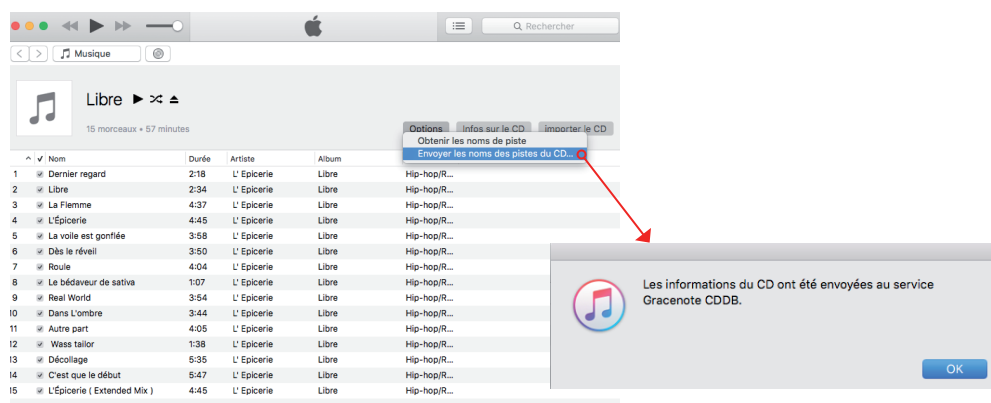 Rechercher
Musique
Libre
15 morceaux • 57 minutes
Options Infos sur le CD importer le CD
Obtenir les noms de piste
Envoyer les noms des pistes du CD...
Nom Durée Artiste Album
1 Dernier regard 2:18 L' Epicerie Libre Hip-hop/R...
2 Libre 2:34 L' Epicerie Libre Hip-hop/R...
3 La Flemme 4:37 L' Epicerie Libre Hip-hop/R...
4 L'Épicerie 4:45 L' Epicerie Libre Hip-hop/R...
5 La voile est gonflée 3:58 L' Epicerie Libre Hip-hop/R...
6 Dès le réveil 3:50 L' Epicerie Libre Hip-hop/R...
7 Roule 4:04 L' Epicerie Libre Hip-hop/R...
8 Le bédaveur de sativa 1:07 L' Epicerie Libre Hip-hop/R...
9 Real World 3:54 L' Epicerie Libre Hip-hop/R...
10 Dans L'ombre 3:44 L' Epicerie Libre Hip-hop/R...
11 Autre part 4:05 L' Epicerie Libre Hip-hop/R...
12 Wass tailor 1:38 L' Epicerie Libre Hip-hop/R...
13 Décollage 5:35 L' Epicerie Libre Hip-hop/R...
14 C'est que le début 5:47 L' Epicerie Libre Hip-hop/R...
15 L'Épicerie ( Extended Mix ) 4:45 L' Epicerie Libre Hip-hop/R...
Les informations du CD ont été envoyées au service
Gracenote CDDB.
OK